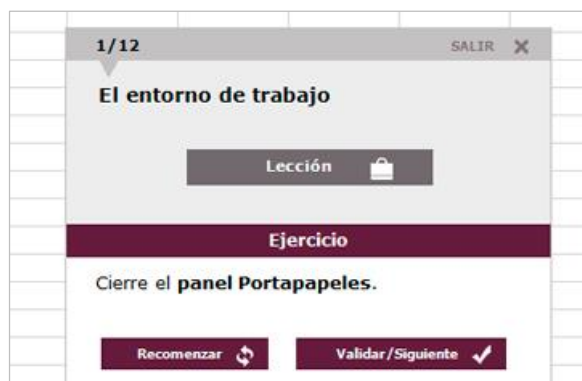 1/12 SALIR
El entorno de trabajo
Lección
Ejercicio
Cierre el panel Portapapeles.
Recomenzar Validar/Siguiente